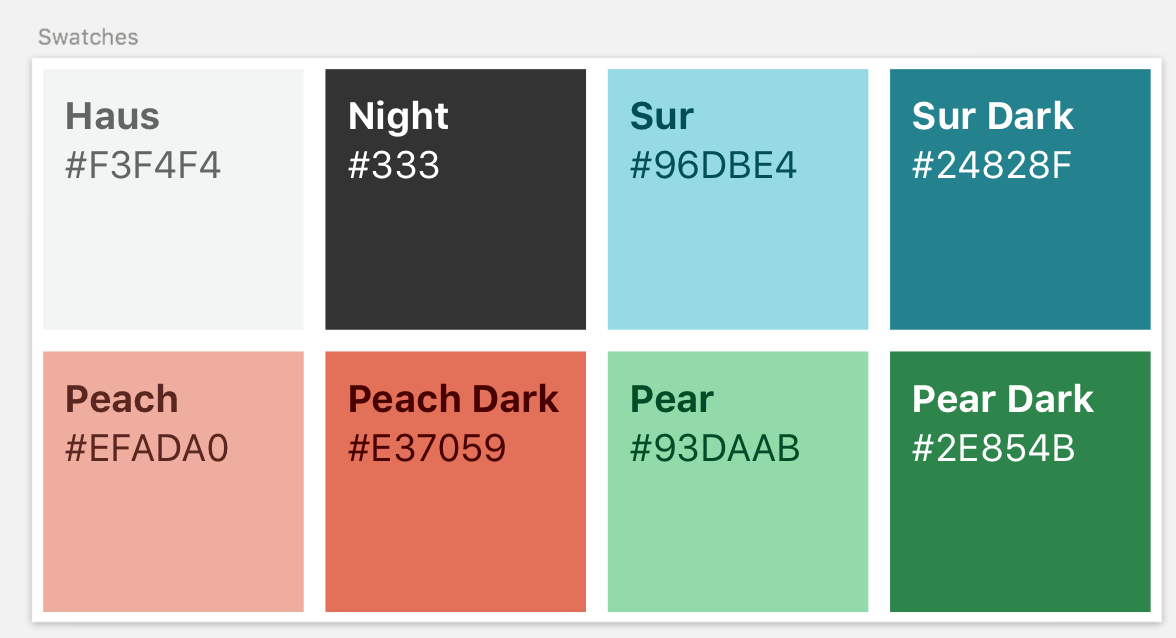 Swatches
Haus
#F3F4F4
Night
#333
Sur
#96DBE4
Sur Dark
#24828F
Peach
#EFADA0
Peach Dark
#E37059
Pear
#93DAAB
Pear Dark
#2E854B